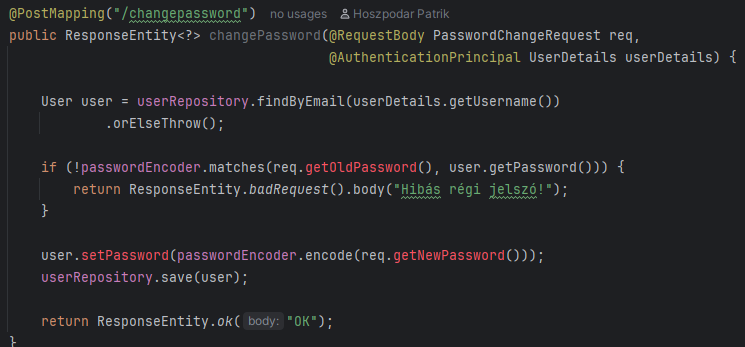 @PostMapping("/changepassword") no usages Hoszpodar Patrik
public ResponseEntity<?> changePassword(@RequestBody PasswordChangeRequest req,
@AuthenticationPrincipal UserDetails userDetails) {
User user = userRepository.findByEmail(userDetails.getUsername())
.orElseThrow();
if (!passwordEncoder.matches(req.getOldPassword(), user.getPassword())) {
return ResponseEntity.badRequest().body("Hibás régi jelszó!");
}
user.setPassword(passwordEncoder.encode(req.getNewPassword()));
userRepository.save(user);
return ResponseEntity.ok( body: "OK");
}